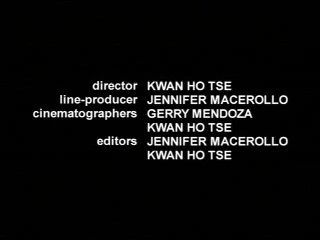 director KWAN HO TSE
line-producer JENNIFER MACEROLLO
cinematographers GERRY MENDOZA
KWAN HO TSE
editors JENNIFER MACEROLLO
KWAN HO TSE